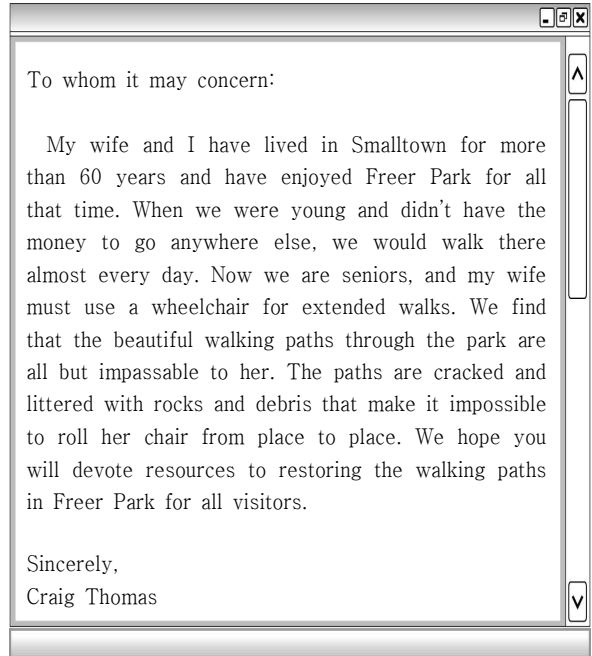 To whom it may concern:
My wife and I have lived in Smalltown for more
than 60 years and have enjoyed Freer Park for all
that time. When we were young and didn't have the
money to go anywhere else, we would walk there
almost every day. Now we are seniors, and my wife
must use a wheelchair for extended walks. We find
that the beautiful walking paths through the park are
all but impassable to her. The paths are cracked and
littered with rocks and debris that make it impossible
to roll her chair from place to place. We hope you
will devote resources to restoring the walking paths
in Freer Park for all visitors.
Sincerely,
Craig Thomas